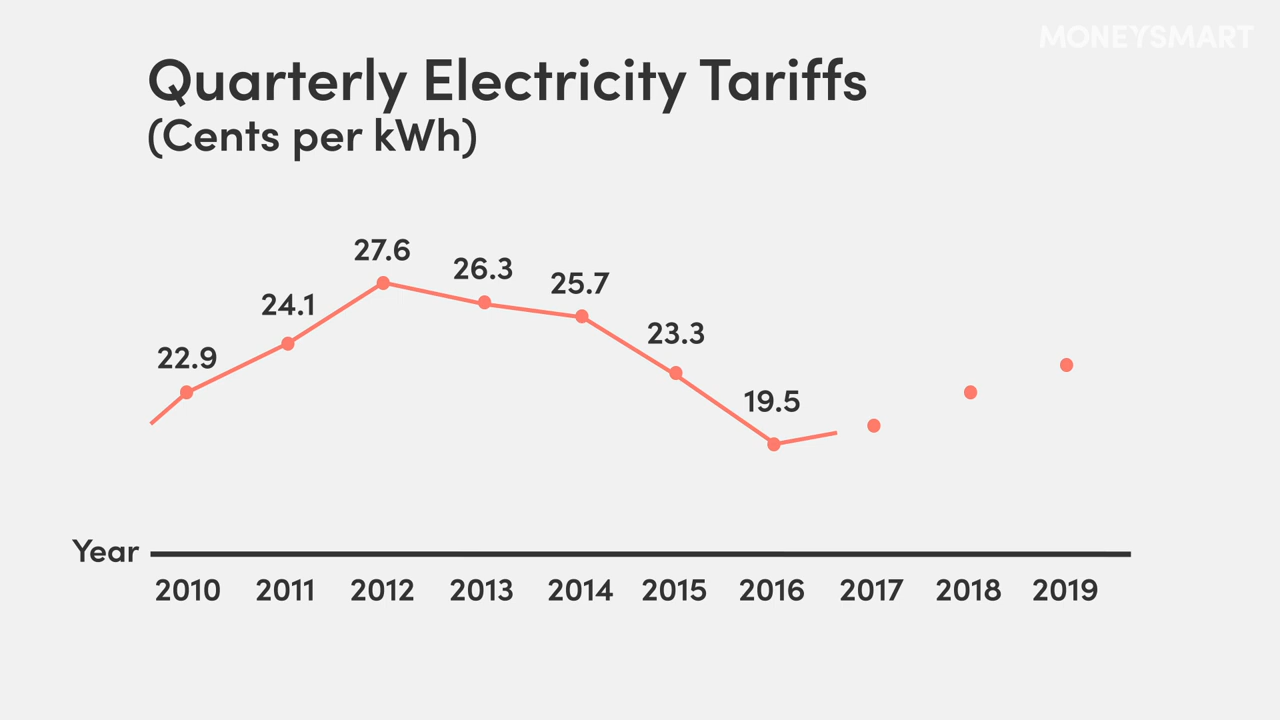 MONEYSMART
Quarterly Electricity Tariffs
(Cents per kWh)
27.6
26.3
25.7
24.1
23.3
22.9
19.5
Year
2010 2011 2012 2013 2014 2015 2016 2017 2018 2019